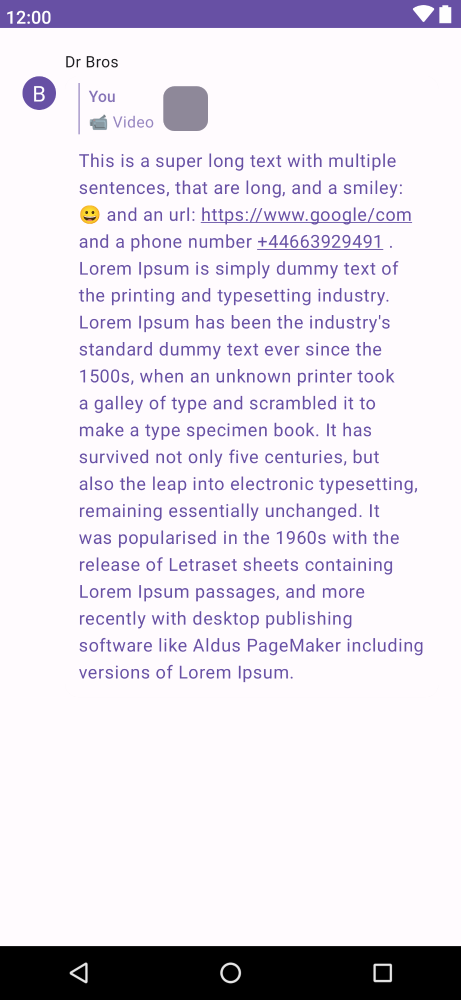 12:00
Dr Bros
B
You
📹 Video
This is a super long text with multiple
sentences, that are long, and a smiley:
😀 and an url: https://www.google/com
and a phone number +44663929491 .
Lorem Ipsum is simply dummy text of
the printing and typesetting industry.
Lorem Ipsum has been the industry's
standard dummy text ever since the
1500s, when an unknown printer took
a galley of type and scrambled it to
make a type specimen book. It has
survived not only five centuries, but
also the leap into electronic typesetting,
remaining essentially unchanged. It
was popularised in the 1960s with the
release of Letraset sheets containing
Lorem Ipsum passages, and more
recently with desktop publishing
software like Aldus PageMaker including
versions of Lorem Ipsum.